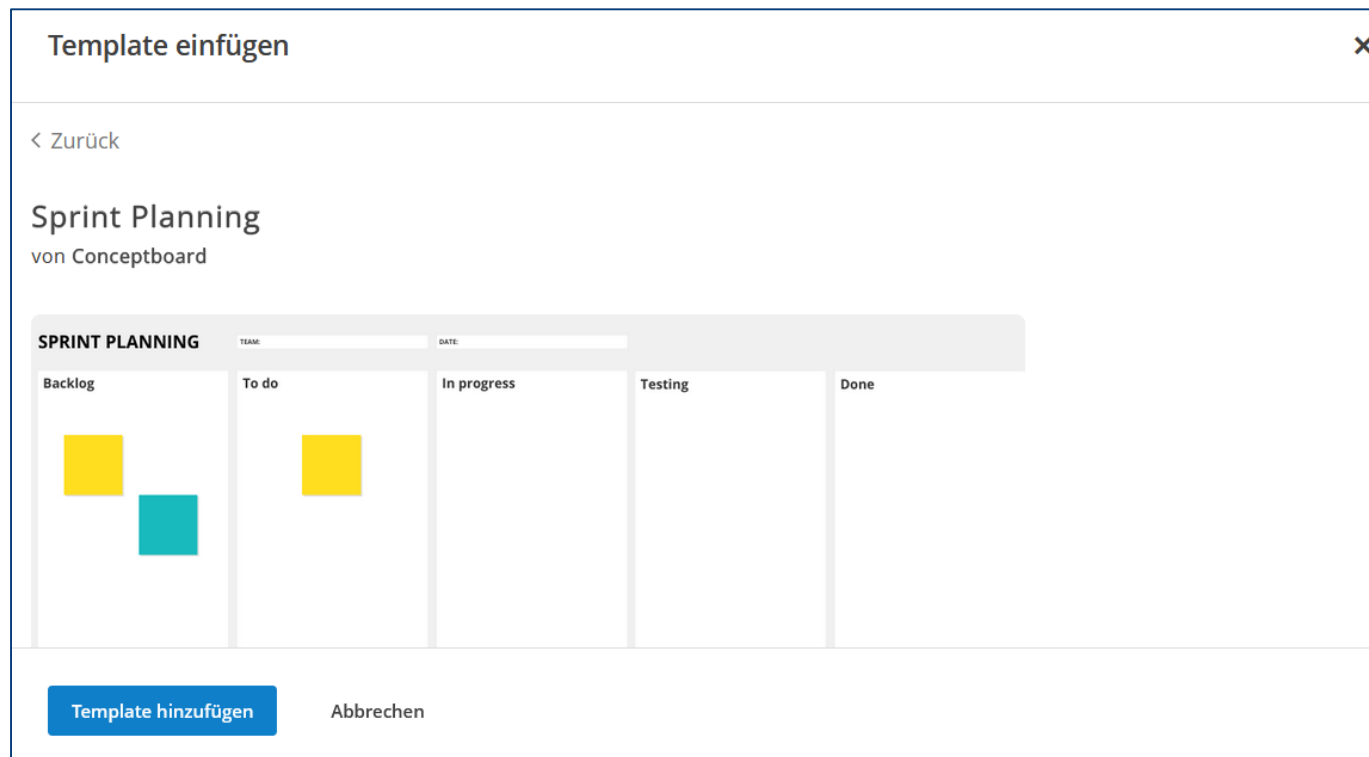 Template einfügen
Zurück
Sprint Planning
von Conceptboard
SPRINT PLANNING TEAM: DATE:
Backlog To do In progress Testing Done
Template hinzufügen Abbrechen